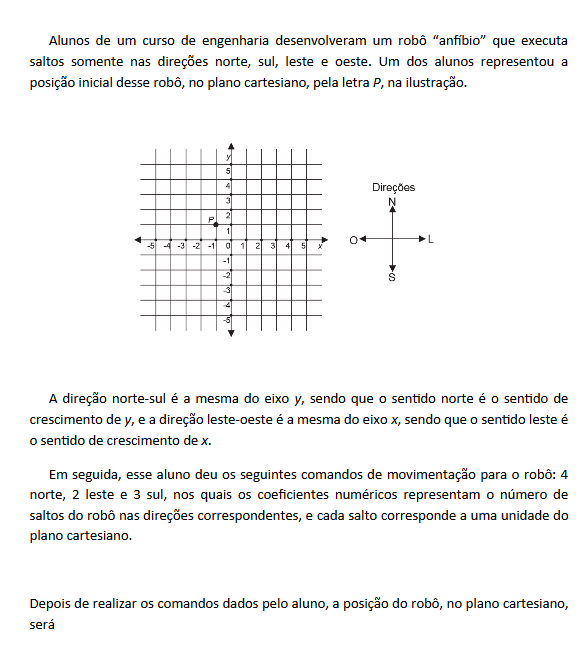 Alunos de um curso de engenharia desenvolveram um robô “anfíbio” que executa
saltos somente nas direções norte, sul, leste e oeste. Um dos alunos representou a
posição inicial desse robô, no plano cartesiano, pela letra P, na ilustração.
y
5
4
3
2
1
P
-5 -4 -3 -2 -1 0 1 2 3 4 5 x
-1
-2
-3
-4
-5
Direções
N
O L
S
A direção norte-sul é a mesma do eixo y, sendo que o sentido norte é o sentido de
crescimento de y, e a direção leste-oeste é a mesma do eixo x, sendo que o sentido leste é
o sentido de crescimento de x.
Em seguida, esse aluno deu os seguintes comandos de movimentação para o robô: 4
norte, 2 leste e 3 sul, nos quais os coeficientes numéricos representam o número de
saltos do robô nas direções correspondentes, e cada salto corresponde a uma unidade do
plano cartesiano.
Depois de realizar os comandos dados pelo aluno, a posição do robô, no plano cartesiano,
será